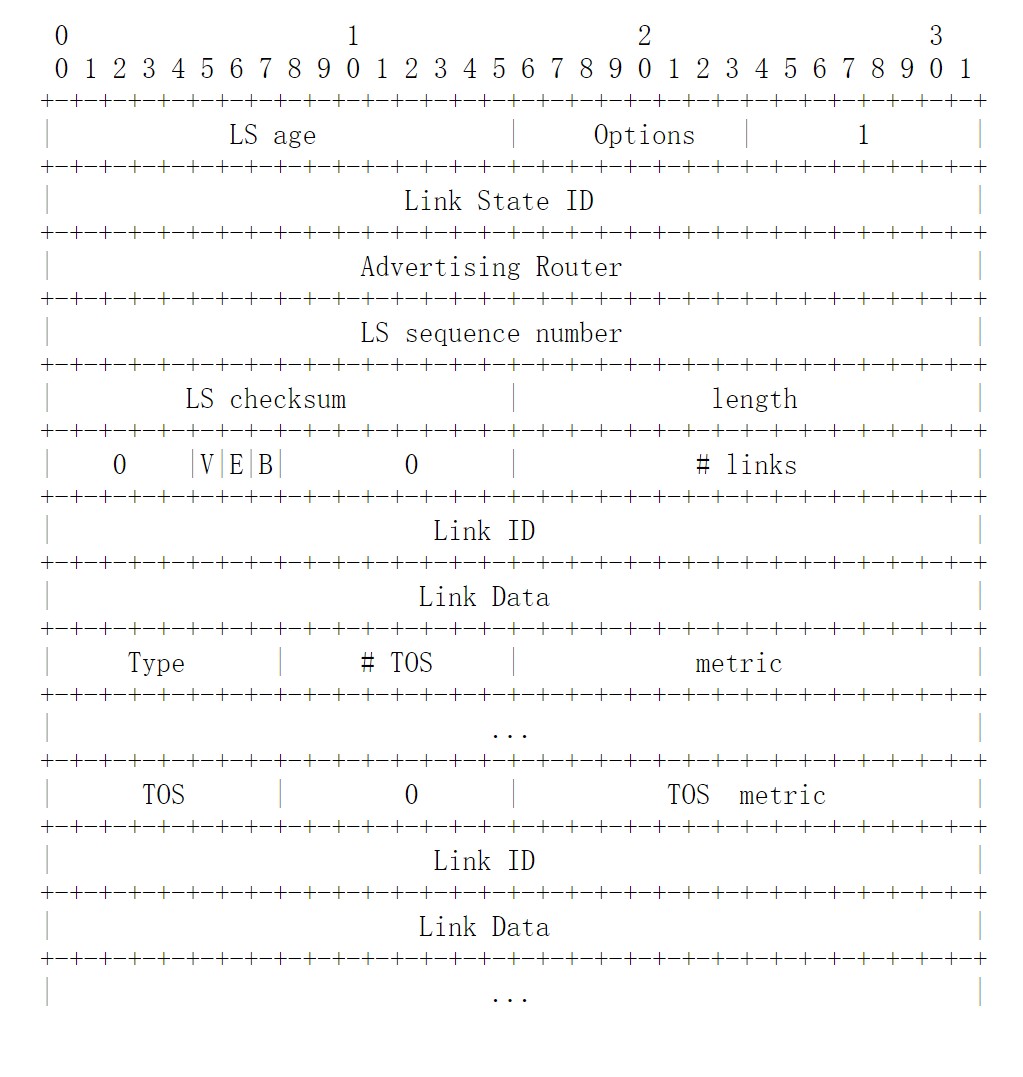 0                   1                   2                   3
 0 1 2 3 4 5 6 7 8 9 0 1 2 3 4 5 6 7 8 9 0 1 2 3 4 5 6 7 8 9 0 1
+-+-+-+-+-+-+-+-+-+-+-+-+-+-+-+-+-+-+-+-+-+-+-+-+-+-+-+-+-+-+-+-+
|            LS age             |     Options   |       1       |
+-+-+-+-+-+-+-+-+-+-+-+-+-+-+-+-+-+-+-+-+-+-+-+-+-+-+-+-+-+-+-+-+
|                        Link State ID                          |
+-+-+-+-+-+-+-+-+-+-+-+-+-+-+-+-+-+-+-+-+-+-+-+-+-+-+-+-+-+-+-+-+
|                     Advertising Router                        |
+-+-+-+-+-+-+-+-+-+-+-+-+-+-+-+-+-+-+-+-+-+-+-+-+-+-+-+-+-+-+-+-+
|                     LS sequence number                        |
+-+-+-+-+-+-+-+-+-+-+-+-+-+-+-+-+-+-+-+-+-+-+-+-+-+-+-+-+-+-+-+-+
|         LS checksum           |             length            |
+-+-+-+-+-+-+-+-+-+-+-+-+-+-+-+-+-+-+-+-+-+-+-+-+-+-+-+-+-+-+-+-+
|    0    |V|E|B|        0      |            # links            |
+-+-+-+-+-+-+-+-+-+-+-+-+-+-+-+-+-+-+-+-+-+-+-+-+-+-+-+-+-+-+-+-+
|                          Link ID                              |
+-+-+-+-+-+-+-+-+-+-+-+-+-+-+-+-+-+-+-+-+-+-+-+-+-+-+-+-+-+-+-+-+
|                         Link Data                             |
+-+-+-+-+-+-+-+-+-+-+-+-+-+-+-+-+-+-+-+-+-+-+-+-+-+-+-+-+-+-+-+-+
|     Type      |     # TOS     |            metric             |
+-+-+-+-+-+-+-+-+-+-+-+-+-+-+-+-+-+-+-+-+-+-+-+-+-+-+-+-+-+-+-+-+
|                              ...                              |
+-+-+-+-+-+-+-+-+-+-+-+-+-+-+-+-+-+-+-+-+-+-+-+-+-+-+-+-+-+-+-+-+
|      TOS      |        0      |          TOS  metric          |
+-+-+-+-+-+-+-+-+-+-+-+-+-+-+-+-+-+-+-+-+-+-+-+-+-+-+-+-+-+-+-+-+
|                          Link ID                              |
+-+-+-+-+-+-+-+-+-+-+-+-+-+-+-+-+-+-+-+-+-+-+-+-+-+-+-+-+-+-+-+-+
|                         Link Data                             |
+-+-+-+-+-+-+-+-+-+-+-+-+-+-+-+-+-+-+-+-+-+-+-+-+-+-+-+-+-+-+-+-+
|                              ...                              |